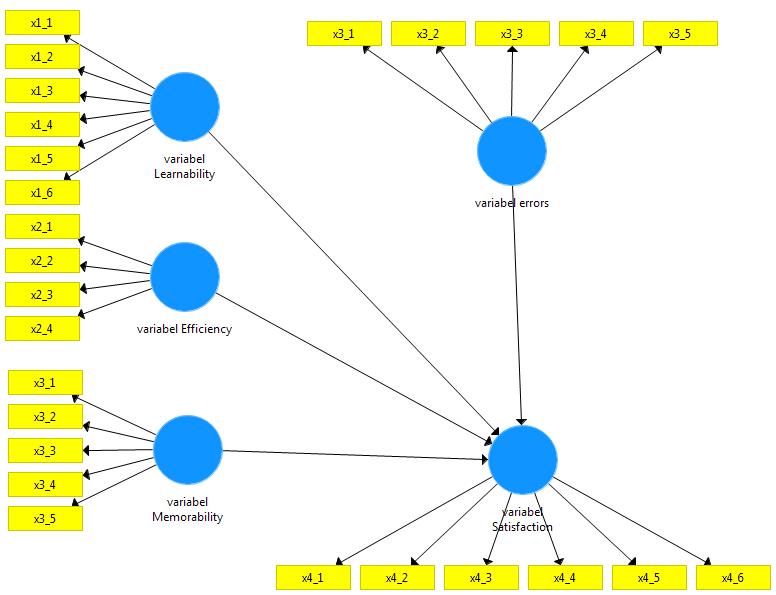 x1_1
x1_2
x1_3
x1_4
x1_5
x1_6
variabel
Learnability
x2_1
x2_2
x2_3
x2_4
variabel Efficiency
x3_1
x3_2
x3_3
x3_4
x3_5
variabel
Memorability
x3_1
x3_2
x3_3
x3_4
x3_5
variabel errors
variabel
Satisfaction
x4_1
x4_2
x4_3
x4_4
x4_5
x4_6